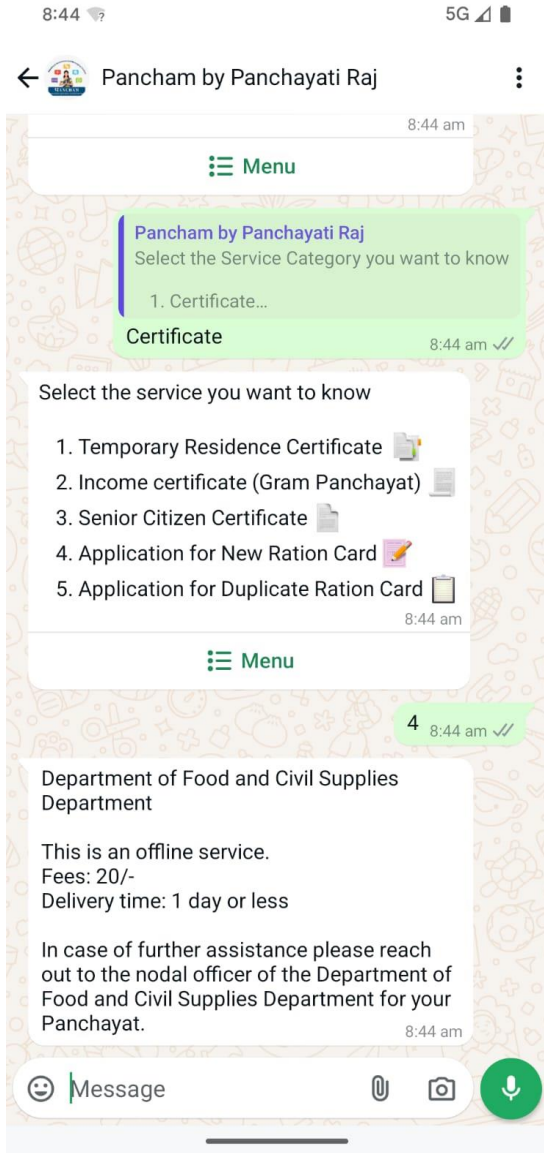 8:44
5G
Pancham by Panchayati Raj
8:44 am
Menu
Pancham by Panchayati Raj
Select the Service Category you want to know
1. Certificate...
Certificate
8:44 am
Select the service you want to know
1. Temporary Residence Certificate
2. Income certificate (Gram Panchayat)
3. Senior Citizen Certificate
4. Application for New Ration Card
5. Application for Duplicate Ration Card
8:44 am
Menu
4
8:44 am
Department of Food and Civil Supplies
Department
This is an offline service.
Fees: 20/-
Delivery time: 1 day or less
In case of further assistance please reach
out to the nodal officer of the Department of
Food and Civil Supplies Department for your
Panchayat.
8:44 am
Message